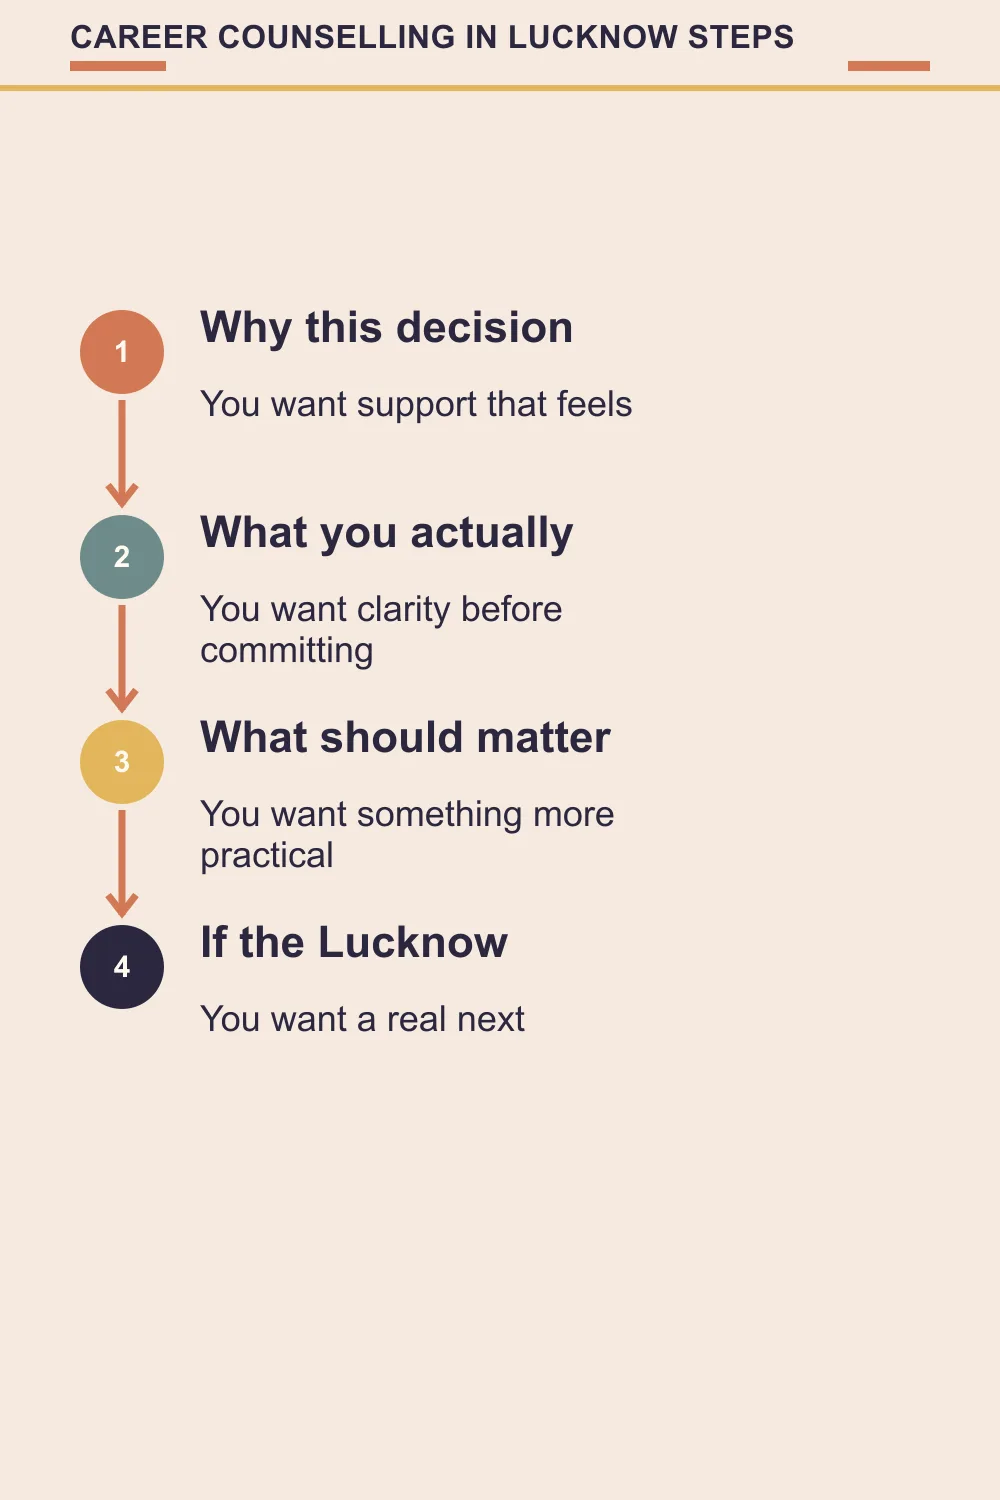 CAREER COUNSELLING IN LUCKNOW STEPS
1
Why this decision
You want support that feels
2
What you actually
You want clarity before
committing
3
What should matter
You want something more
practical
4
If the Lucknow
You want a real next